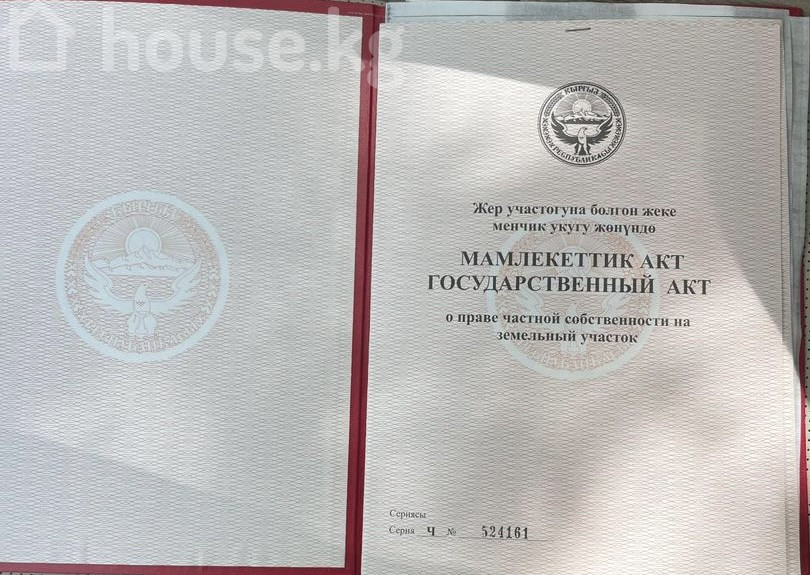 house.kg
КЫРГЫЗ РЕСПУБЛИКАСЫ
Жер участогуна болгон жеке
менчик укугу жөнүндө
МАМЛЕКЕТТИК АКТ
ГОСУДАРСТВЕННЫЙ АКТ
о праве частной собственности на
земельный участок
Сериясы
Серия Ч № 524161